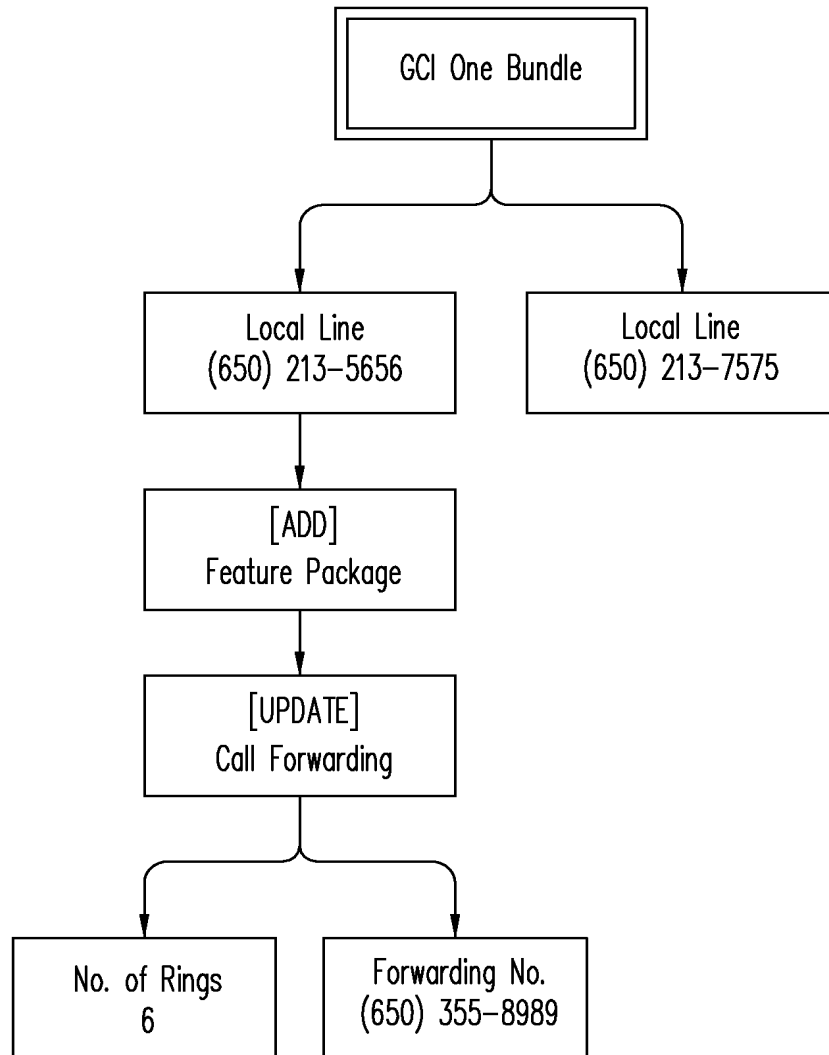 GCI One Bundle
Local Line
(650) 213-5656
Local Line
(650) 213-7575
[ADD]
Feature Package
[UPDATE]
Call Forwarding
No. of Rings
6
Forwarding No.
(650) 355-8989